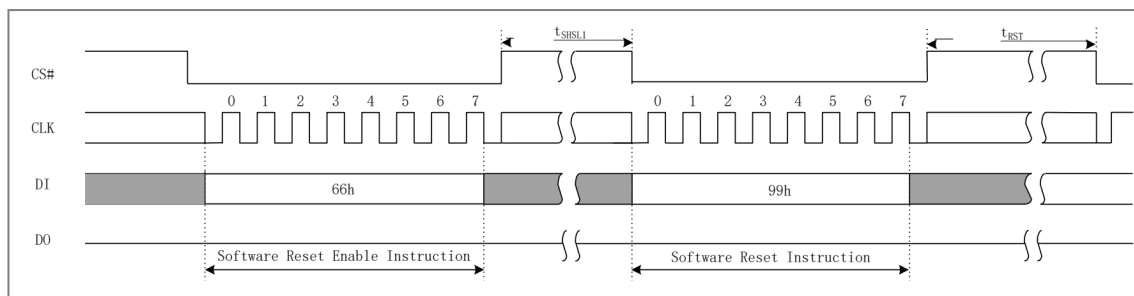 tSHSL1
tRST
CS#
0 1 2 3 4 5 6 7
0 1 2 3 4 5 6 7
CLK
DI
66h
99h
DO
Software Reset Enable Instruction
Software Reset Instruction